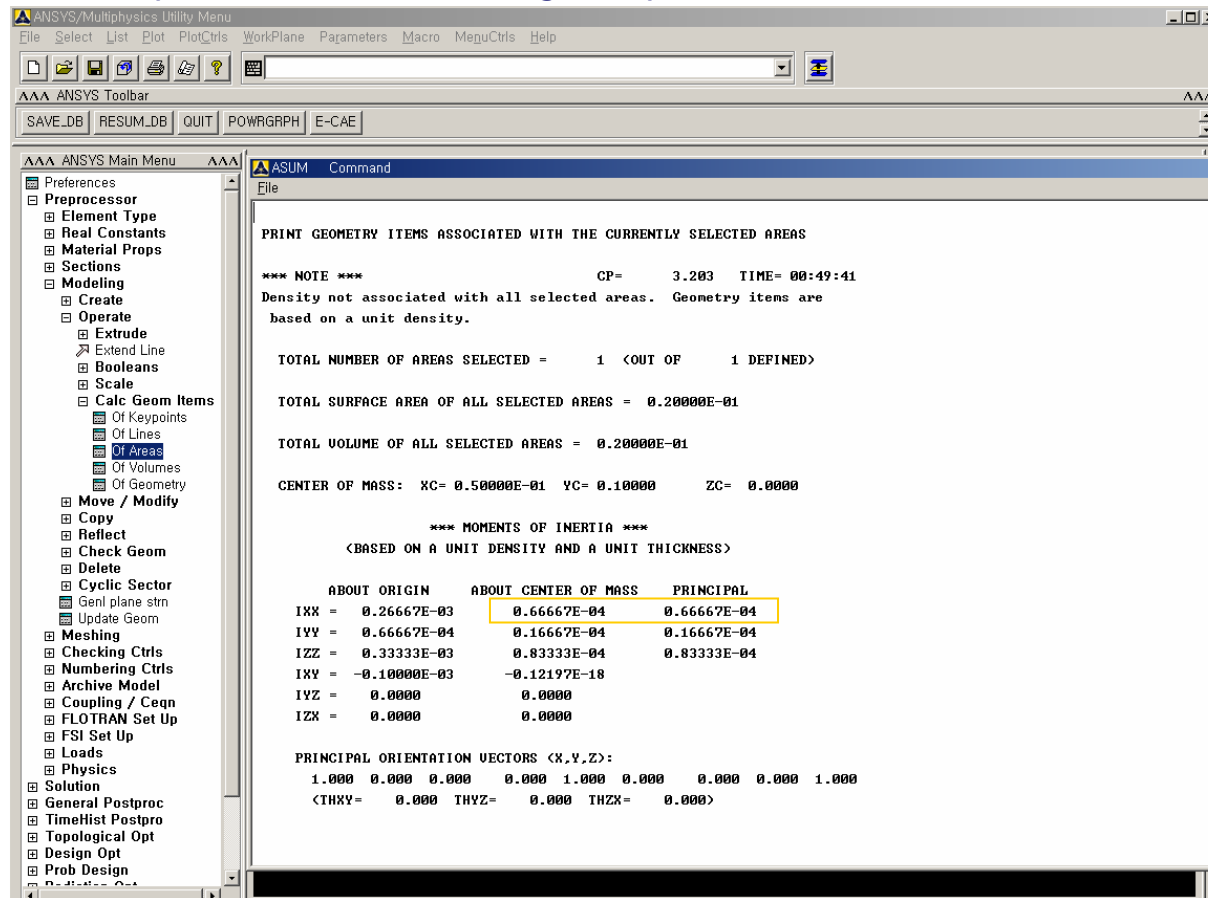 ANSYS/Multiphysics Utility Menu
File Select List Plot PlotCtrls WorkPlane Parameters Macro MenuCtrls Help
ANSYS Toolbar
SAVE_DB RESUM_DB QUIT POWRGRPH E-CAE
ANSYS Main Menu
Preferences
Preprocessor
Element Type
Real Constants
Material Props
Sections
Modeling
Create
Operate
Extrude
Extend Line
Booleans
Scale
Calc Geom Items
Of Keypoints
Of Lines
Of Areas
Of Volumes
Of Geometry
Move / Modify
Copy
Reflect
Check Geom
Delete
Cyclic Sector
Genl plane strn
Update Geom
Meshing
Checking Ctrls
Numbering Ctrls
Archive Model
Coupling / Ceqn
FLOTRAN Set Up
FSI Set Up
Loads
Physics
Solution
General Postproc
TimeHist Postpro
Topological Opt
Design Opt
Prob Design
ASUM Command
File
PRINT GEOMETRY ITEMS ASSOCIATED WITH THE CURRENTLY SELECTED AREAS
*** NOTE *** CP= 3.203 TIME= 00:49:41
Density not associated with all selected areas. Geometry items are
based on a unit density.
TOTAL NUMBER OF AREAS SELECTED = 1 (OUT OF 1 DEFINED)
TOTAL SURFACE AREA OF ALL SELECTED AREAS = 0.20000E-01
TOTAL VOLUME OF ALL SELECTED AREAS = 0.20000E-01
CENTER OF MASS: XC= 0.50000E-01 YC= 0.10000 ZC= 0.0000
*** MOMENTS OF INERTIA ***
(BASED ON A UNIT DENSITY AND A UNIT THICKNESS)
ABOUT ORIGIN ABOUT CENTER OF MASS PRINCIPAL
IXX = 0.26667E-03 0.66667E-04 0.66667E-04
IYY = 0.66667E-04 0.16667E-04 0.16667E-04
IZZ = 0.33333E-03 0.83333E-04 0.83333E-04
IXY = -0.10000E-03 -0.12197E-18
IYZ = 0.0000 0.0000
IZX = 0.0000 0.0000
PRINCIPAL ORIENTATION VECTORS (X,Y,Z):
1.000 0.000 0.000 0.000 1.000 0.000 0.000 0.000 1.000
(THXY= 0.000 THYZ= 0.000 THZX= 0.000)